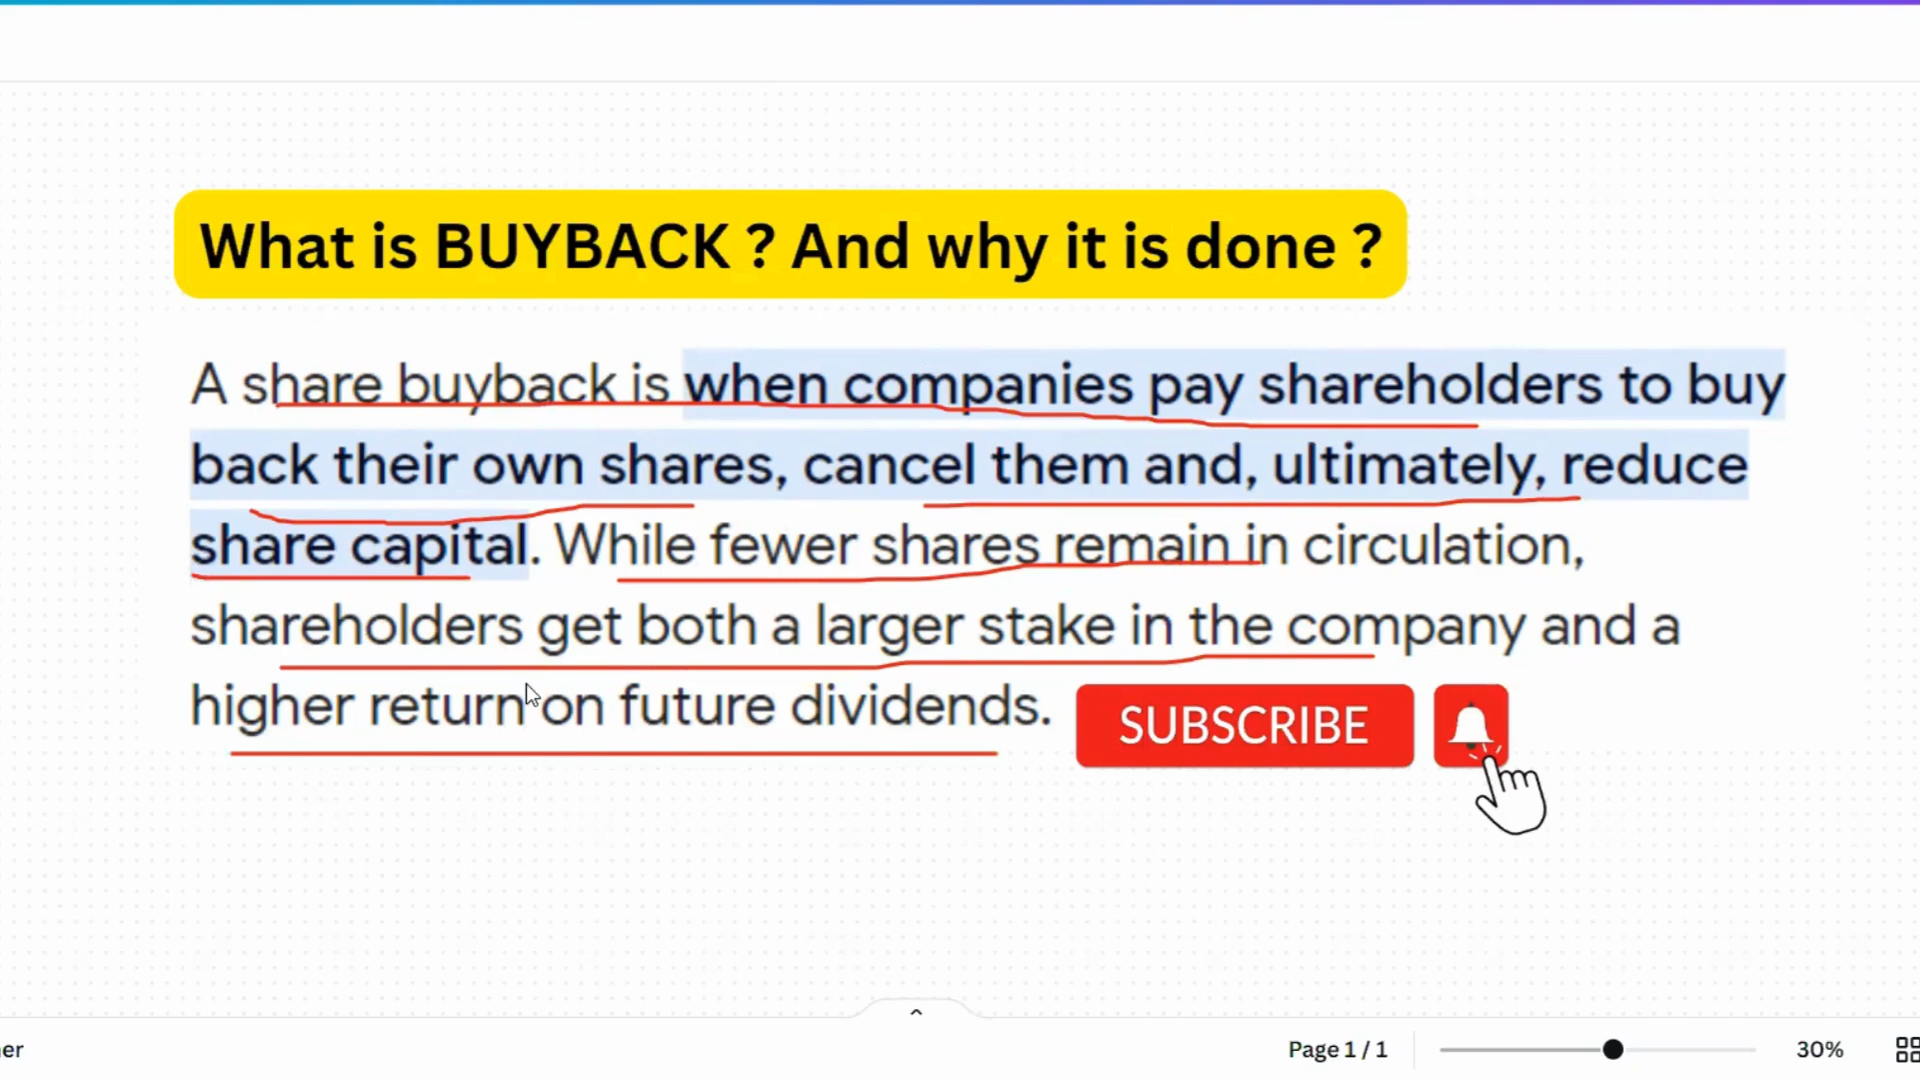 What is BUYBACK ? And why it is done ?
A share buyback is when companies pay shareholders to buy
back their own shares, cancel them and, ultimately, reduce
share capital. While fewer shares remain in circulation,
shareholders get both a larger stake in the company and a
higher return on future dividends.
SUBSCRIBE
Page 1 / 1
30%